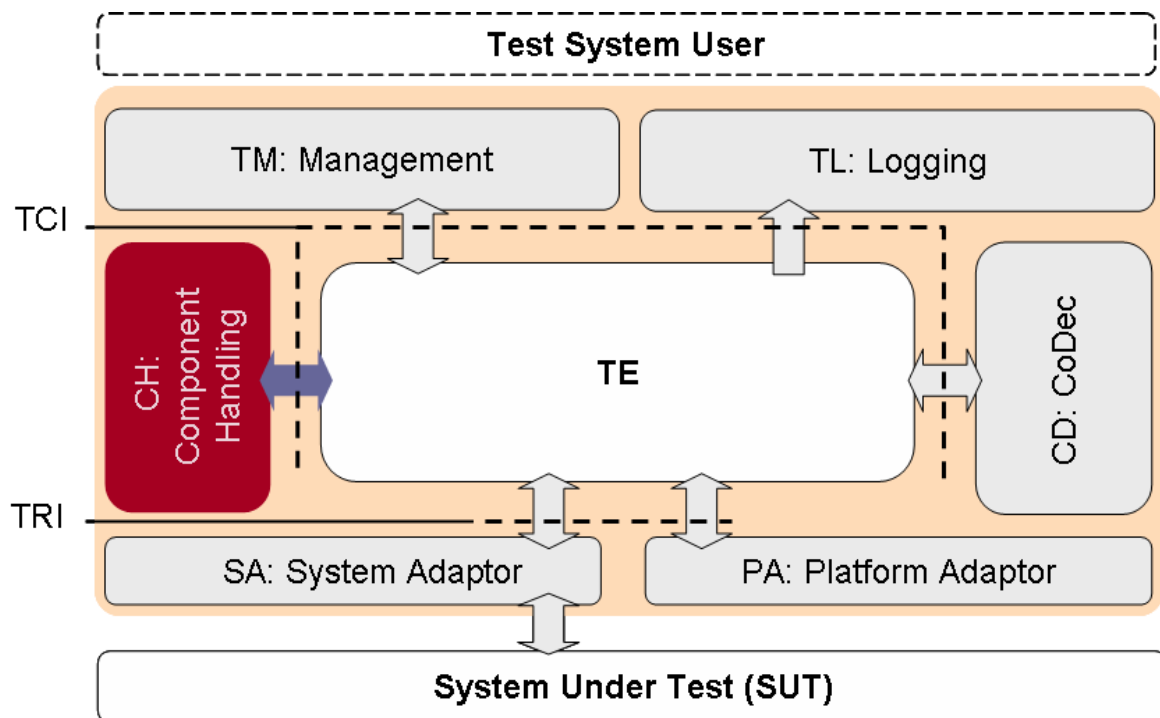 Test System User
TM: Management
TL: Logging
TCI
CH:
Component
Handling
TE
CD: CoDec
TRI
SA: System Adaptor
PA: Platform Adaptor
System Under Test (SUT)